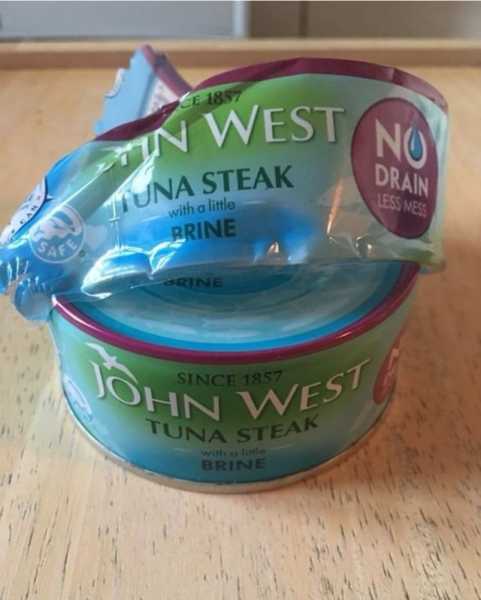 CE 1857
HN WEST
TUNA STEAK
with a little
BRINE
NO
DRAIN
LESS MESS
SAFE
BRINE
SINCE 1857
JOHN WEST
TUNA STEAK
with a little
BRINE